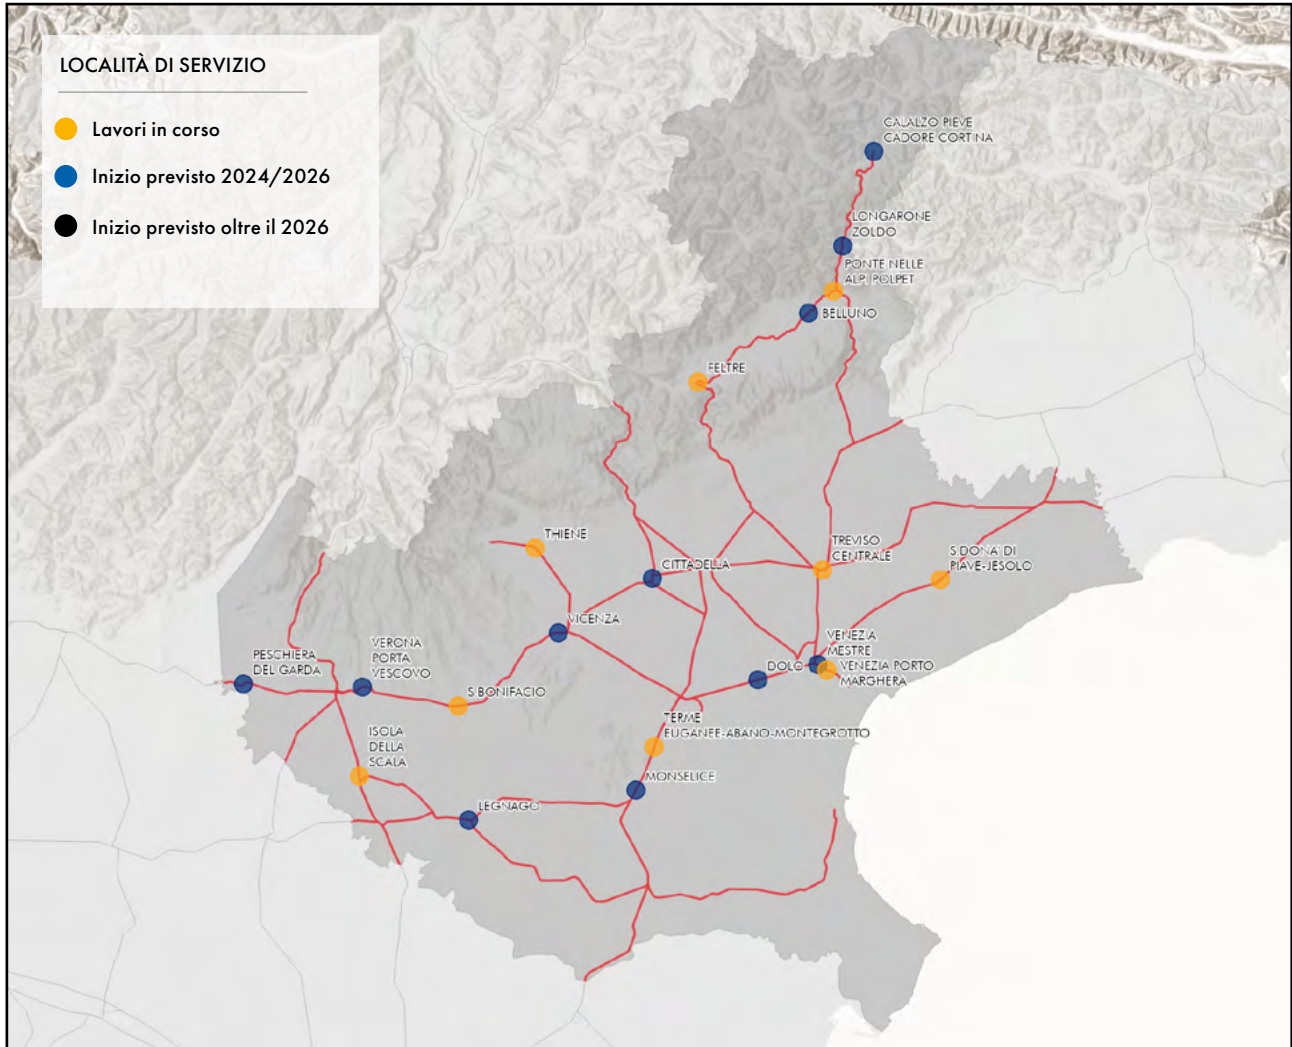 LOCALITÀ DI SERVIZIO
Lavori in corso
Inizio previsto 2024/2026
Inizio previsto oltre il 2026
CALALZO PIEVE
CADORE CORTINA
LONGARONE
ZOLDO
PONTE NELLE
ALPI POLPET
BELLUNO
FELTRE
THIENE
CITTADELLA
TREVISO
CENTRALE
S.DONA' DI
PIAVE-JESOLO
VICENZA
VENEZIA
MESTRE
VENEZIA PORTO
MARGHERA
DOLO
PESCHIERA
DEL GARDA
VERONA
PORTA
VESCOVO
S.BONIFACIO
TERME
EUGANEE-ABANO-MONTEGROTTO
ISOLA
DELLA
SCALA
MONSELICE
LEGNAGO